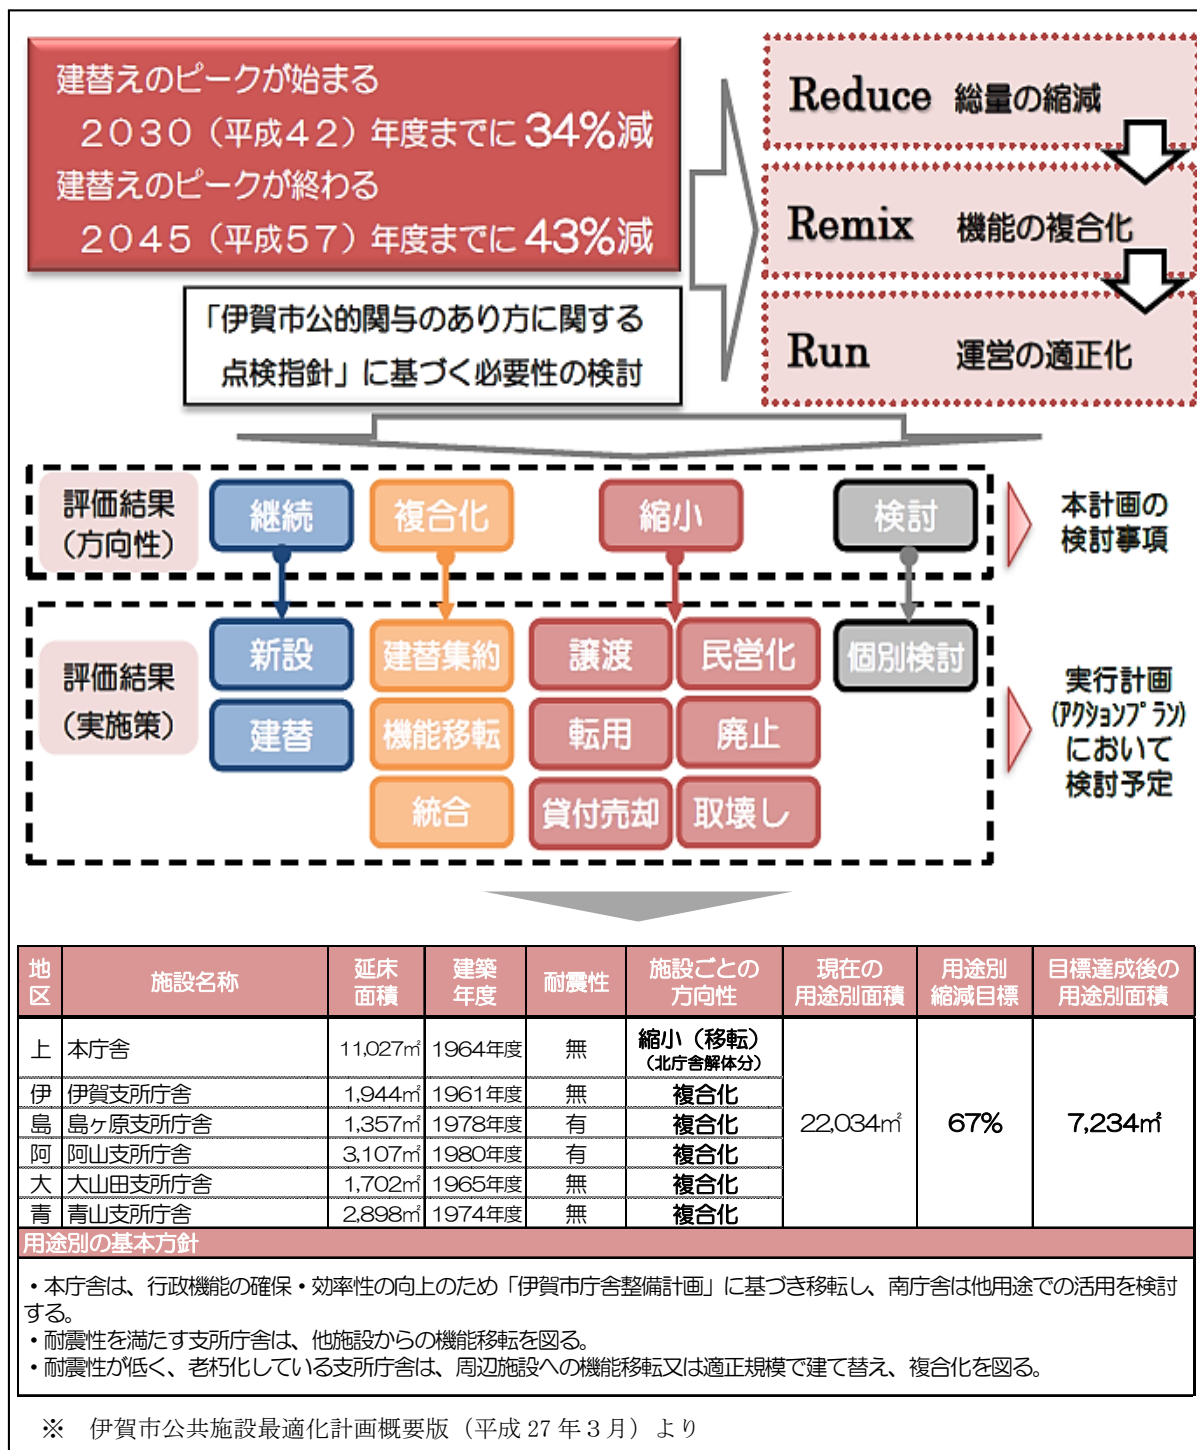 建替えのピークが始まる
２０３０（平成４２）年度までに 34%減
建替えのピークが終わる
２０４５（平成５７）年度までに 43%減
「伊賀市公的関与のあり方に関する
点検指針」に基づく必要性の検討
Reduce 総量の縮減
Remix 機能の複合化
Run 運営の適正化
評価結果
（方向性）
継続 複合化 縮小 検討
本計画の
検討事項
評価結果
（実施策）
新設 建替集約 譲渡 民営化 個別検討
建替 機能移転 転用 廃止
統合 貸付売却 取壊し
実行計画
(ｱｸｼｮﾝﾌﾟﾗﾝ)
において
検討予定
地区 施設名称 延床面積 建築年度 耐震性 施設ごとの方向性 現在の用途別面積 用途別縮減目標 目標達成後の用途別面積
上 本庁舎 11,027㎡ 1964年度 無 縮小（移転）
（北庁舎解体分）
伊 伊賀支所庁舎 1,944㎡ 1961年度 無 複合化
島 島ヶ原支所庁舎 1,357㎡ 1978年度 有 複合化 22,034㎡ 67% 7,234㎡
阿 阿山支所庁舎 3,107㎡ 1980年度 有 複合化
大 大山田支所庁舎 1,702㎡ 1965年度 無 複合化
青 青山支所庁舎 2,898㎡ 1974年度 無 複合化
用途別の基本方針
・本庁舎は、行政機能の確保・効率性の向上のため「伊賀市庁舎整備計画」に基づき移転し、南庁舎は他用途での活用を検討
する。
・耐震性を満たす支所庁舎は、他施設からの機能移転を図る。
・耐震性が低く、老朽化している支所庁舎は、周辺施設への機能移転又は適正規模で建て替え、複合化を図る。
※ 伊賀市公共施設最適化計画概要版（平成 27 年３月）より